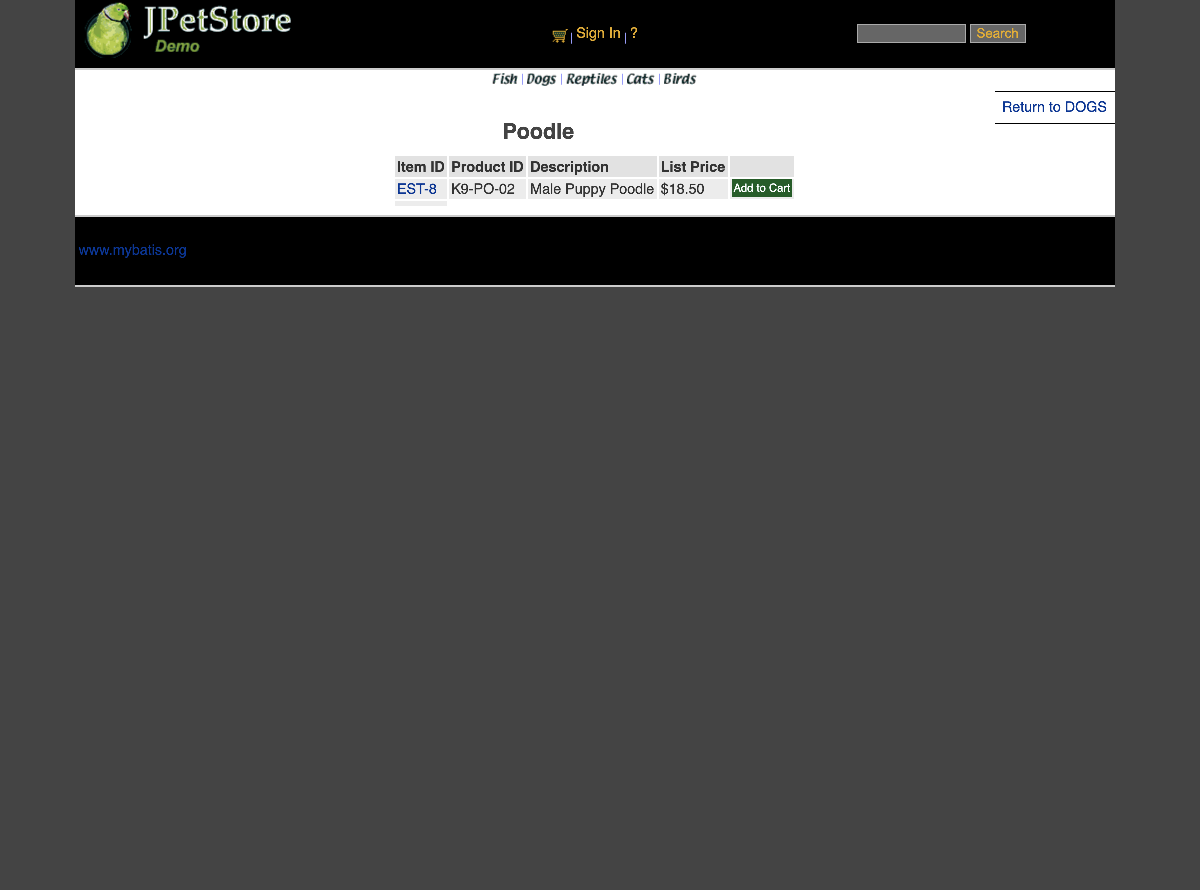 JPetStore
Demo
Sign In ?
Search
Fish | Dogs | Reptiles | Cats | Birds
Return to DOGS
Poodle
Item ID Product ID Description List Price
EST-8 K9-PO-02 Male Puppy Poodle $18.50 Add to Cart
www.mybatis.org